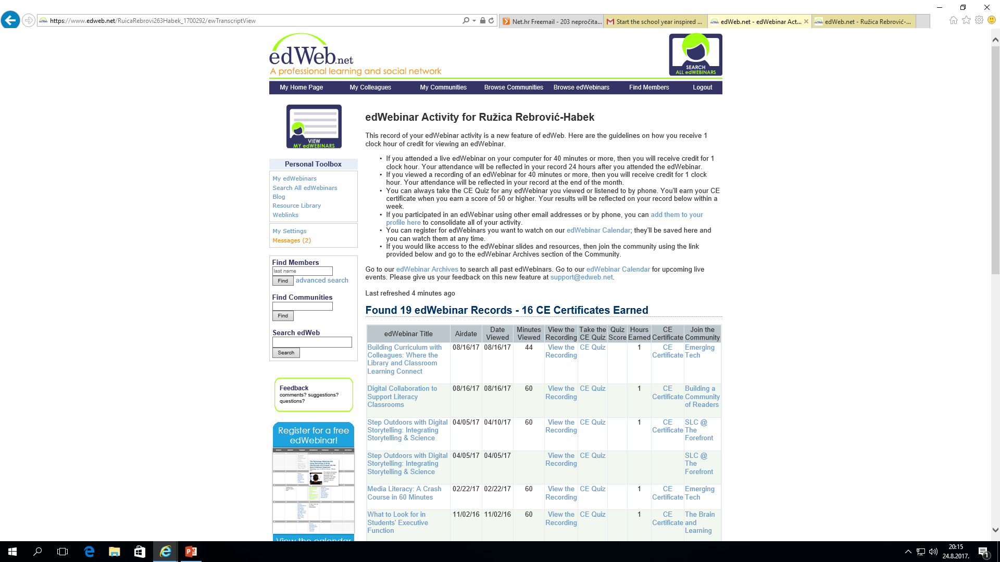 https://www.edweb.net/RuicaRebrovi263Habek_1700292/ewTranscriptView
Net.hr Freemail - 203 nepročita...
Start the school year inspired ...
edWeb.net - edWebinar Act...
edWeb.net - Ružica Rebrović-...
edWeb.net
A professional learning and social network
SEARCH
ALL edWEBINARS
My Home Page
My Colleagues
My Communities
Browse Communities
Browse edWebinars
Find Members
Logout
VIEW
MY edWEBINARS
Personal Toolbox
My edWebinars
Search All edWebinars
Blog
Resource Library
Weblinks
My Settings
Messages (2)
Find Members
last name
Find advanced search
Find Communities
Find
Search edWeb
Search
Feedback
comments? suggestions?
questions?
Register for a free
edWebinar!
View the calendar
edWebinar Activity for Ružica Rebrović-Habek
This record of your edWebinar activity is a new feature of edWeb. Here are the guidelines on how you receive 1
clock hour of credit for viewing an edWebinar.
• If you attended a live edWebinar on your computer for 40 minutes or more, then you will receive credit for 1
clock hour. Your attendance will be reflected in your record 24 hours after you attended the edWebinar.
• If you viewed a recording of an edWebinar for 40 minutes or more, then you will receive credit for 1 clock
hour. Your attendance will be reflected in your record at the end of the month.
• You can always take the CE Quiz for any edWebinar you viewed or listened to by phone. You'll earn your CE
certificate when you earn a score of 50 or higher. Your results will be reflected on your record below within a
week.
• If you participated in an edWebinar using other email addresses or by phone, you can add them to your
profile here to consolidate all of your activity.
• You can register for edWebinars you want to watch on our edWebinar Calendar; they'll be saved here and
you can watch them at any time.
• If you would like access to the edWebinar slides and resources, then join the community using the link
provided below and go to the edWebinar Archives section of the Community.
Go to our edWebinar Archives to search all past edWebinars. Go to our edWebinar Calendar for upcoming live
events. Please give us your feedback on this new feature at support@edweb.net.
Last refreshed 4 minutes ago
Found 19 edWebinar Records - 16 CE Certificates Earned
edWebinar Title Airdate Date Viewed Minutes Viewed View the Recording Take the CE Quiz Quiz Score Hours Earned CE Certificate Join the Community
Building Curriculum with 08/16/17 08/16/17 44 View the CE Quiz 1 CE Emerging
Colleagues: Where the Recording Certificate Tech
Library and Classroom
Learning Connect
Digital Collaboration to 08/16/17 08/16/17 60 View the CE Quiz 1 CE Building a
Support Literacy Recording Certificate Community
Classrooms of Readers
Step Outdoors with Digital 04/05/17 04/10/17 60 View the CE Quiz 1 CE SLC @
Storytelling: Integrating Recording Certificate The
Storytelling & Science Forefront
Step Outdoors with Digital 04/05/17 04/05/17 View the CE Quiz SLC @
Storytelling: Integrating Recording The
Storytelling & Science Forefront
Media Literacy: A Crash 02/22/17 02/22/17 60 View the CE Quiz 1 CE Emerging
Course in 60 Minutes Recording Certificate Tech
What to Look for in 11/02/16 11/02/16 60 View the CE Quiz 1 CE The Brain
Students' Executive Recording Certificate and
Function Learning
20:15
24.8.2017.
1